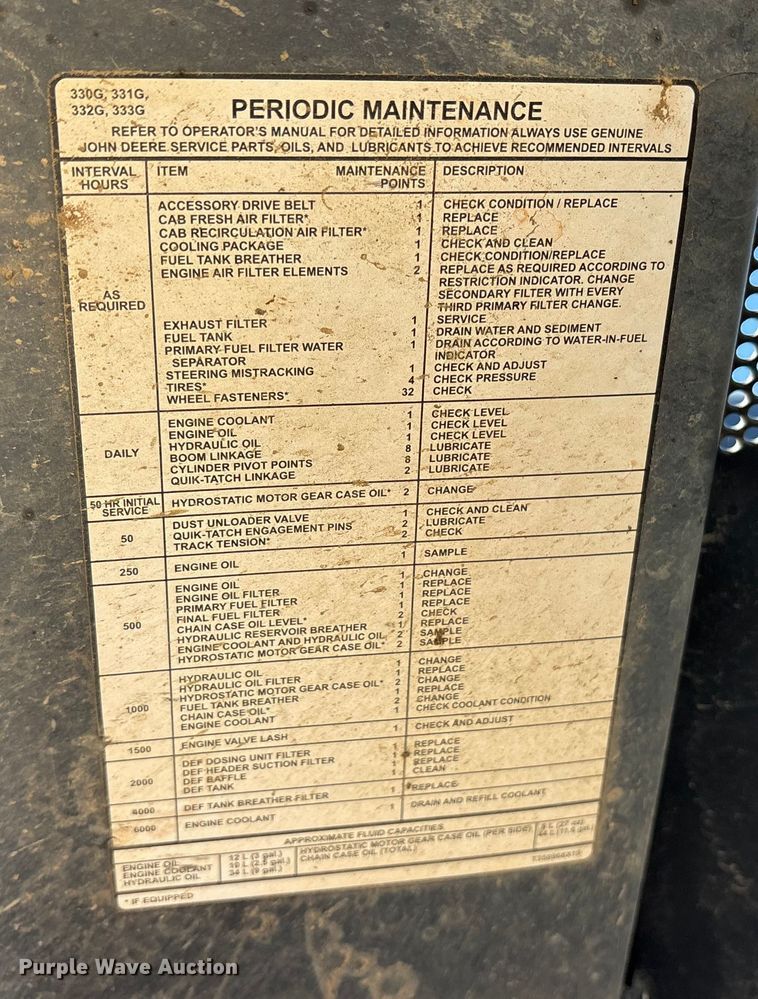 330G, 331G,
332G, 333G
PERIODIC MAINTENANCE
REFER TO OPERATOR'S MANUAL FOR DETAILED INFORMATION ALWAYS USE GENUINE
JOHN DEERE SERVICE PARTS, OILS, AND LUBRICANTS TO ACHIEVE RECOMMENDED INTERVALS
INTERVAL HOURS ITEM MAINTENANCE POINTS DESCRIPTION
AS REQUIRED
ACCESSORY DRIVE BELT 1 CHECK CONDITION / REPLACE
CAB FRESH AIR FILTER* 1 REPLACE
CAB RECIRCULATION AIR FILTER* 1 REPLACE
COOLING PACKAGE 1 CHECK AND CLEAN
FUEL TANK BREATHER 1 CHECK CONDITION/REPLACE
ENGINE AIR FILTER ELEMENTS 2 REPLACE AS REQUIRED ACCORDING TO
RESTRICTION INDICATOR. CHANGE
SECONDARY FILTER WITH EVERY
THIRD PRIMARY FILTER CHANGE.
EXHAUST FILTER 1 SERVICE
FUEL TANK 1 DRAIN WATER AND SEDIMENT
PRIMARY FUEL FILTER WATER 1 DRAIN ACCORDING TO WATER-IN-FUEL
SEPARATOR INDICATOR
STEERING MISTRACKING 1 CHECK AND ADJUST
TIRES* 4 CHECK PRESSURE
WHEEL FASTENERS* 32 CHECK
DAILY
ENGINE COOLANT 1 CHECK LEVEL
ENGINE OIL 1 CHECK LEVEL
HYDRAULIC OIL 1 CHECK LEVEL
BOOM LINKAGE 8 LUBRICATE
CYLINDER PIVOT POINTS 8 LUBRICATE
QUIK-TATCH LINKAGE 2 LUBRICATE
50 HR INITIAL SERVICE HYDROSTATIC MOTOR GEAR CASE OIL* 2 CHANGE
50
DUST UNLOADER VALVE 1 CHECK AND CLEAN
QUIK-TATCH ENGAGEMENT PINS 2 LUBRICATE
TRACK TENSION* 2 CHECK
250 ENGINE OIL 1 SAMPLE
500
ENGINE OIL 1 CHANGE
ENGINE OIL FILTER 1 REPLACE
PRIMARY FUEL FILTER 1 REPLACE
FINAL FUEL FILTER 1 REPLACE
CHAIN CASE OIL LEVEL* 2 CHECK
HYDRAULIC RESERVOIR BREATHER 1 REPLACE
ENGINE COOLANT AND HYDRAULIC OIL 2 SAMPLE
HYDROSTATIC MOTOR GEAR CASE OIL* 2 SAMPLE
1000
HYDRAULIC OIL 1 CHANGE
HYDRAULIC OIL FILTER 1 REPLACE
HYDROSTATIC MOTOR GEAR CASE OIL* 2 CHANGE
FUEL TANK BREATHER 1 REPLACE
CHAIN CASE OIL* 2 CHANGE
ENGINE COOLANT 1 CHECK COOLANT CONDITION
1500 ENGINE VALVE LASH 1 CHECK AND ADJUST
2000
DEF DOSING UNIT FILTER 1 REPLACE
DEF HEADER SUCTION FILTER 1 REPLACE
DEF BAFFLE 1 REPLACE
DEF TANK 1 CLEAN
4000 DEF TANK BREATHER FILTER 1 REPLACE
6000 ENGINE COOLANT 1 DRAIN AND REFILL COOLANT
APPROXIMATE FLUID CAPACITIES
ENGINE OIL 12 L (3 gal.) HYDROSTATIC MOTOR GEAR CASE OIL (PER SIDE)
ENGINE COOLANT CHAIN CASE OIL (TOTAL)
HYDRAULIC OIL 34 L (9 gal.)
* IF EQUIPPED
Purple Wave Auction